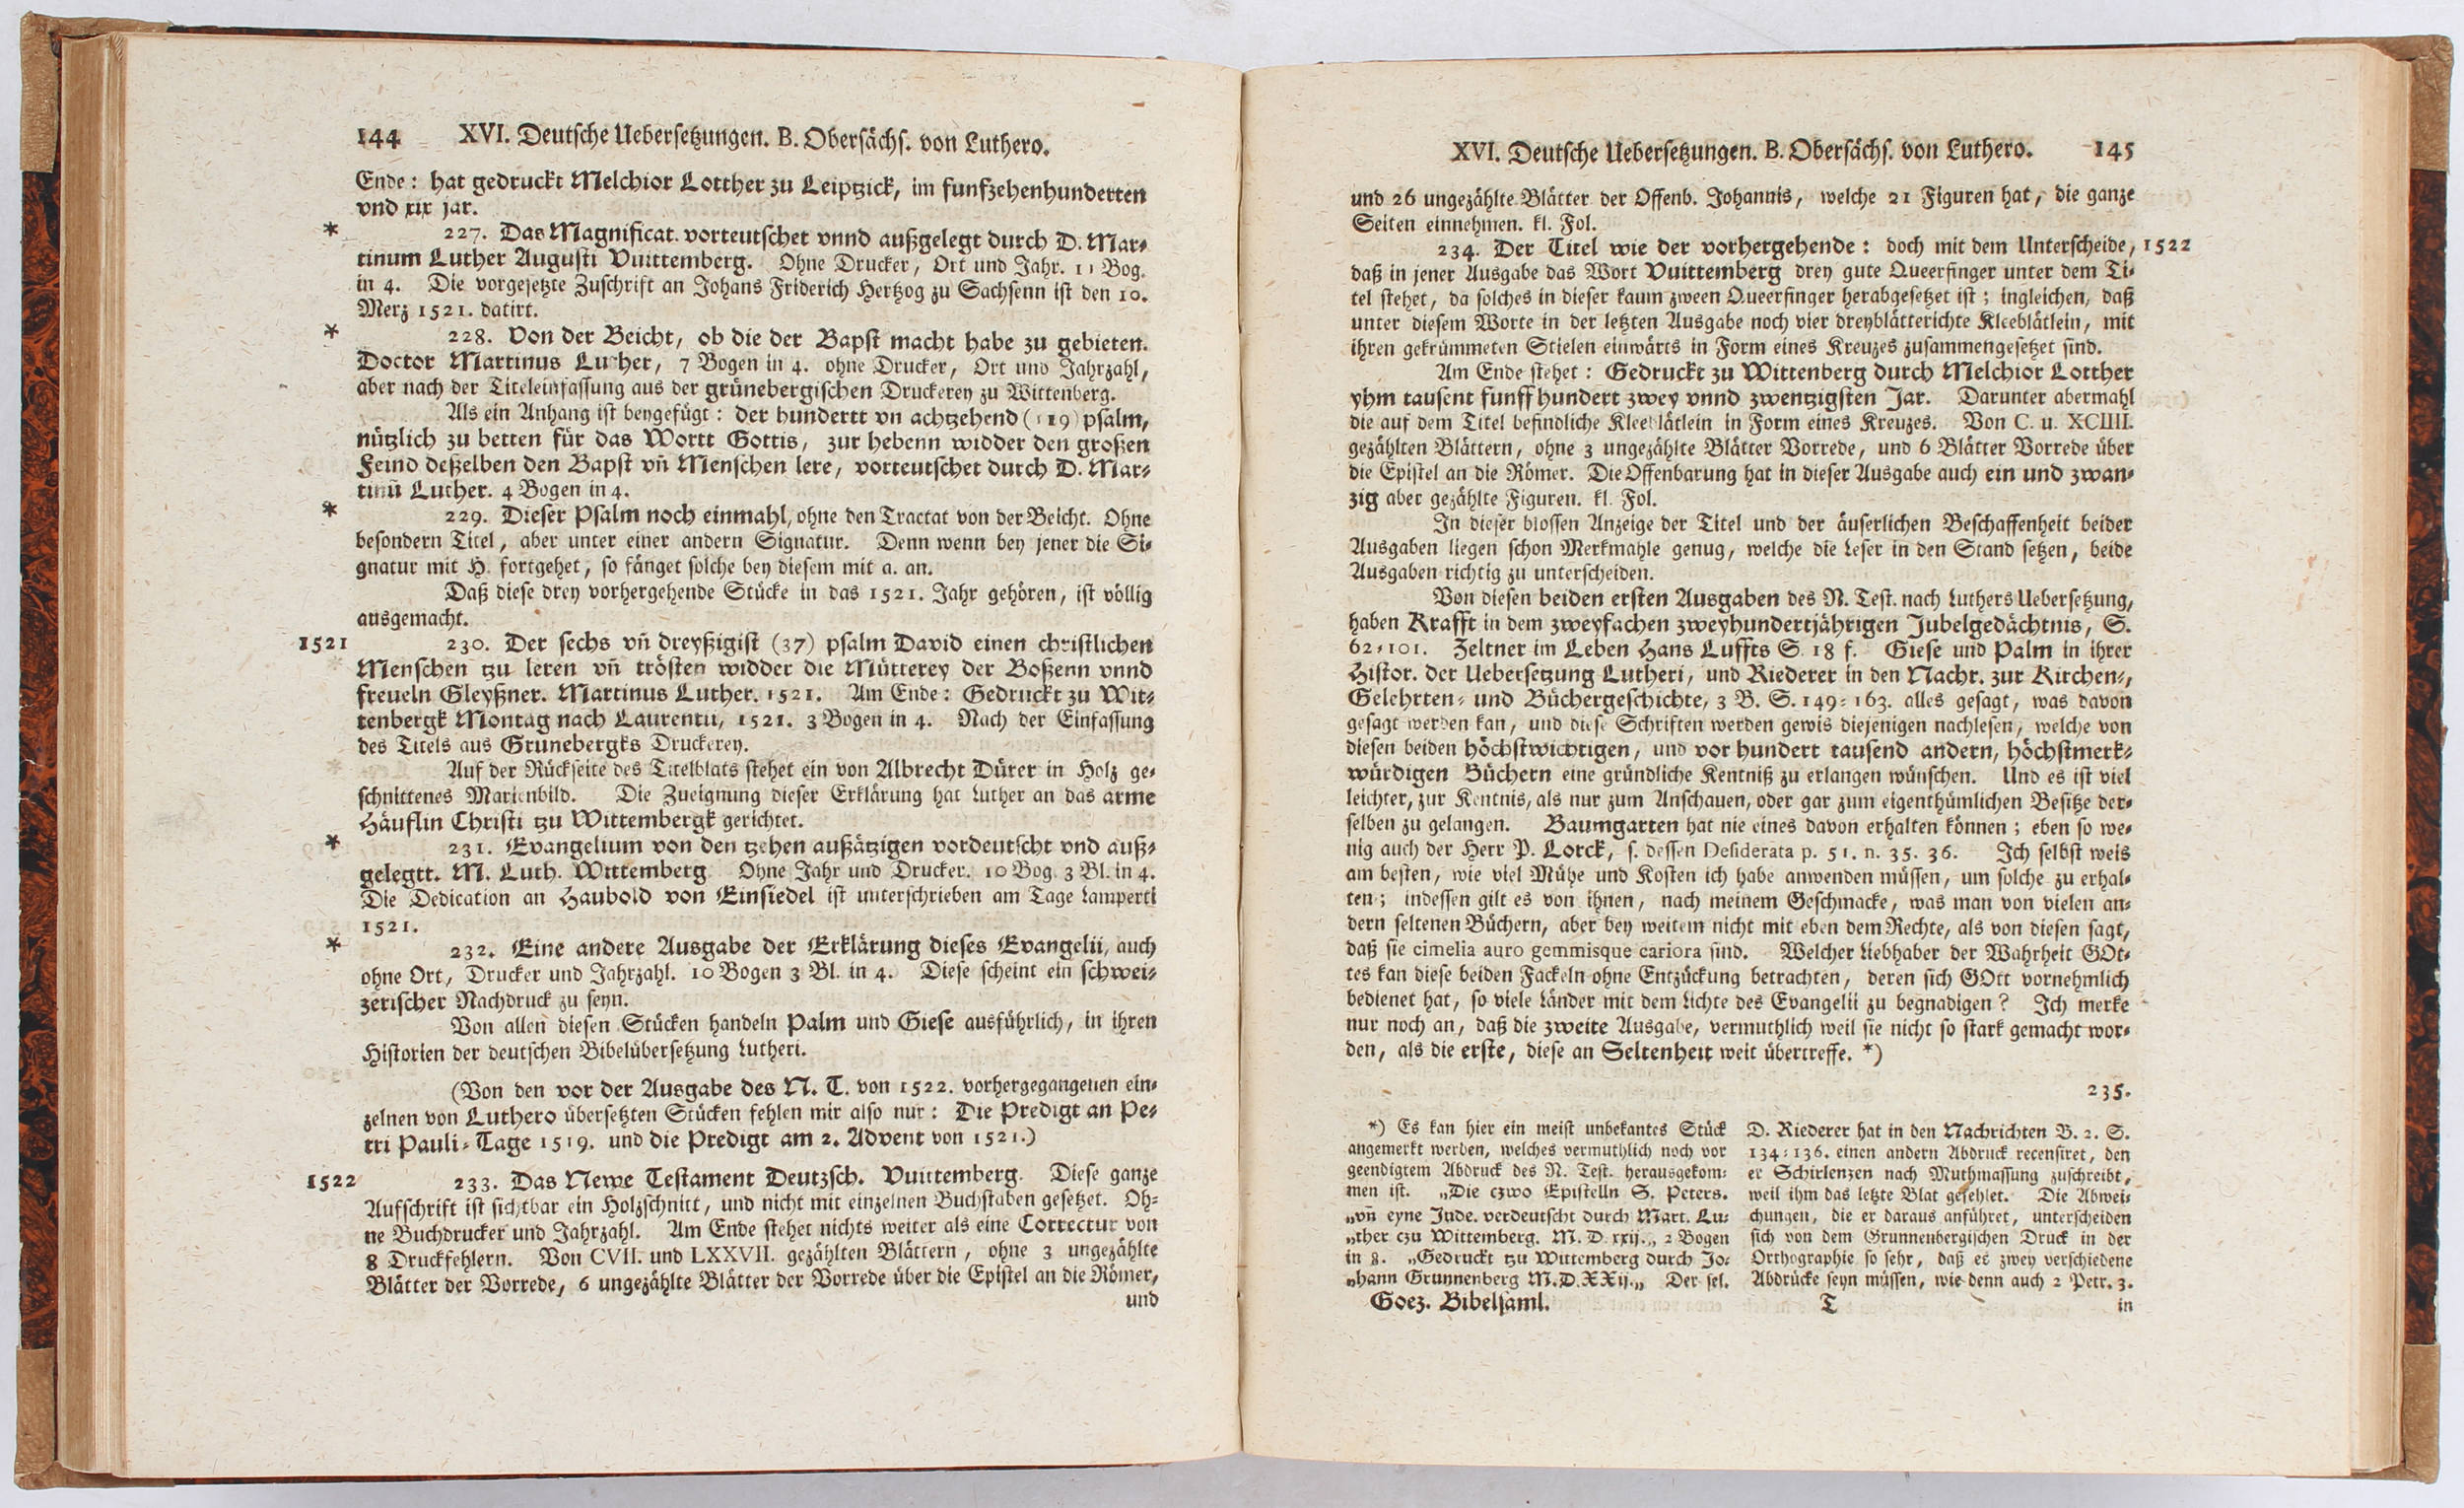 144 XVI. Deutsche Uebersetzungen. B. Obersächs. von Luthero.
Ende: hat gedruckt Melchior Lotther zu Leiptzick, im funfzehenhunderten
vnd xix jar.
* 227. Das Magnificat. vorteutschet vnnd außgelegt durch D. Mar-
tinum Luther Augusti Vuittemberg. Ohne Drucker, Ort und Jahr. 11 Bog.
in 4. Die vorgesetzte Zuschrift an Johans Friderich Hertzog zu Sachsenn ist den 10.
Merz 1521. datirt.
* 228. Von der Beicht, ob die der Bapst macht habe zu gebieten.
Doctor Martinus Luther, 7 Bogen in 4. ohne Drucker, Ort und Jahrzahl,
aber nach der Titeleinfassung aus der grünebergischen Druckerey zu Wittenberg.
Als ein Anhang ist beygefügt: der hundertt vn achtzehend (119) psalm,
nützlich zu betten für das Wortt Gottis, zur hebenn widder den großen
Feind deßelben den Bapst vñ Menschen lere, vorteutschet durch D. Mar-
tinũ Luther. 4 Bogen in 4.
* 229. Dieser Psalm noch einmahl, ohne den Tractat von der Beicht. Ohne
besondern Titel, aber unter einer andern Signatur. Denn wenn bey jener die Si-
gnatur mit H. fortgehet, so fänget solche bey diesem mit a. an.
Daß diese drey vorhergehende Stücke in das 1521. Jahr gehören, ist völlig
ausgemacht.
1521 230. Der sechs vñ dreyßigist (37) psalm David einen christlichen
Menschen tzu leren vñ trösten widder die Mütterey der Boßenn vnnd
freueln Gleyßner. Martinus Luther. 1521. Am Ende: Gedruckt zu Wit-
tenbergk Montag nach Laurentii, 1521. 3 Bogen in 4. Nach der Einfassung
des Titels aus Grunebergks Druckerey.
Auf der Rückseite des Titelblats stehet ein von Albrecht Dürer in Holz ge-
schnittenes Marienbild. Die Zueignung dieser Erklärung hat Luther an das arme
Häuflin Christi tzu Wittembergk gerichtet.
* 231. Evangelium von den tzehen außätzigen vordeutscht vnd auß-
gelegtt. M. Luth. Wittemberg Ohne Jahr und Drucker. 10 Bog. 3 Bl. in 4.
Die Dedication an Haubold von Einsiedel ist unterschrieben am Tage Lamperti
1521.
* 232. Eine andere Ausgabe der Erklärung dieses Evangelii, auch
ohne Ort, Drucker und Jahrzahl. 10 Bogen 3 Bl. in 4. Diese scheint ein schwei-
zerischer Nachdruck zu seyn.
Von allen diesen Stücken handeln Palm und Giese ausführlich, in ihren
Historien der deutschen Bibelübersetzung Lutheri.
(Von den vor der Ausgabe des N. T. von 1522. vorhergegangenen ein-
zelnen von Luthero übersetzten Stücken fehlen mir also nur: Die Predigt an Pe-
tri Pauli-Tage 1519. und die Predigt am 2. Advent von 1521.)
1522 233. Das Newe Testament Deutzsch. Vuittemberg. Diese ganze
Aufschrift ist sichtbar ein Holzschnitt, und nicht mit einzelnen Buchstaben gesetzet. Oh-
ne Buchdrucker und Jahrzahl. Am Ende stehet nichts weiter als eine Correctur von
8 Druckfehlern. Von CVII. und LXXVII. gezählten Blättern, ohne 3 ungezählte
Blätter der Vorrede, 6 ungezählte Blätter der Vorrede über die Epistel an die Römer,
und
XVI. Deutsche Uebersetzungen. B. Obersächs. von Luthero. 145
und 26 ungezählte Blätter der Offenb. Johannis, welche 21 Figuren hat, die ganze
Seiten einnehmen. kl. Fol.
234. Der Titel wie der vorhergehende: doch mit dem Unterscheide, 1522
daß in jener Ausgabe das Wort Vuittemberg drey gute Queerfinger unter dem Ti-
tel stehet, da solches in dieser kaum zween Queerfinger herabgesetzet ist; ingleichen, daß
unter diesem Worte in der letzten Ausgabe noch vier dreyblätterichte Kleeblätlein, mit
ihren gekrümmeten Stielen einwärts in Form eines Kreuzes zusammengesetzet sind.
Am Ende stehet: Gedruckt zu Wittenberg durch Melchior Lotther
yhm tausent funff hundert zwey vnnd zwentzigsten Jar. Darunter abermahl
die auf dem Titel befindliche Kleeblätlein in Form eines Kreuzes. Von C. u. XCIIII.
gezählten Blättern, ohne 3 ungezählte Blätter Vorrede, und 6 Blätter Vorrede über
die Epistel an die Römer. Die Offenbarung hat in dieser Ausgabe auch ein und zwan-
zig aber gezählte Figuren. kl. Fol.
In dieser blossen Anzeige der Titel und der äuserlichen Beschaffenheit beider
Ausgaben liegen schon Merkmahle genug, welche die Leser in den Stand setzen, beide
Ausgaben richtig zu unterscheiden.
Von diesen beiden ersten Ausgaben des N. Test. nach Luthers Uebersetzung,
haben Krafft in dem zweyfachen zweyhundertjährigen Jubelgedächtnis, S.
62-101. Zeltner im Leben Hans Luffts S. 18 f. Giese und Palm in ihrer
Histor. der Uebersetzung Lutheri, und Riederer in den Nachr. zur Kirchen-,
Gelehrten- und Büchergeschichte, 3 B. S. 149-163. alles gesagt, was davon
gesagt werden kan, und diese Schriften werden gewis diejenigen nachlesen, welche von
diesen beiden höchstwichtigen, und vor hundert tausend andern, höchstmerk-
würdigen Büchern eine gründliche Kentniß zu erlangen wünschen. Und es ist viel
leichter, zur Kentnis, als nur zum Anschauen, oder gar zum eigenthümlichen Besitze der-
selben zu gelangen. Baumgarten hat nie eines davon erhalten können; eben so we-
nig auch der Herr P. Lorck, s. dessen Desiderata p. 51. n. 35. 36. Ich selbst weis
am besten, wie viel Mühe und Kosten ich habe anwenden müssen, um solche zu erhal-
ten; indessen gilt es von ihnen, nach meinem Geschmacke, was man von vielen an-
dern seltenen Büchern, aber bey weitem nicht mit eben dem Rechte, als von diesen sagt,
daß sie cimelia auro gemmisque cariora sind. Welcher Liebhaber der Wahrheit GOt-
tes kan diese beiden Fackeln ohne Entzückung betrachten, deren sich GOtt vornehmlich
bedienet hat, so viele Länder mit dem Lichte des Evangelii zu begnadigen? Ich merke
nur noch an, daß die zweite Ausgabe, vermuthlich weil sie nicht so stark gemacht wor-
den, als die erste, diese an Seltenheit weit übertreffe. *)
235.
*) Es kan hier ein meist unbekantes Stück
angemerkt werden, welches vermuthlich noch vor
geendigtem Abdruck des N. Test. herausgekom-
men ist. „Die czwo Epistelln S. Peters.
„vñ eyne Jude. verdeutscht durch Mart. Lu-
„ther czu Wittemberg. M. D. xxij.„ 2 Bogen
in 8. „Gedruckt tzu Wittemberg durch Jo-
„hann Grunnenberg M.D.XXij.„ Der sel.
D. Riederer hat in den Nachrichten B. 2. S.
134-136. einen andern Abdruck recensiret, den
er Schirlenzen nach Muthmassung zuschreibt,
weil ihm das letzte Blat gefehlet. Die Abwei-
chungen, die er daraus anführet, unterscheiden
sich von dem Grunnenbergischen Druck in der
Orthographie so sehr, daß es zwey verschiedene
Abdrücke seyn müssen, wie denn auch 2 Petr. 3.
Goez. Bibelsaml. T in